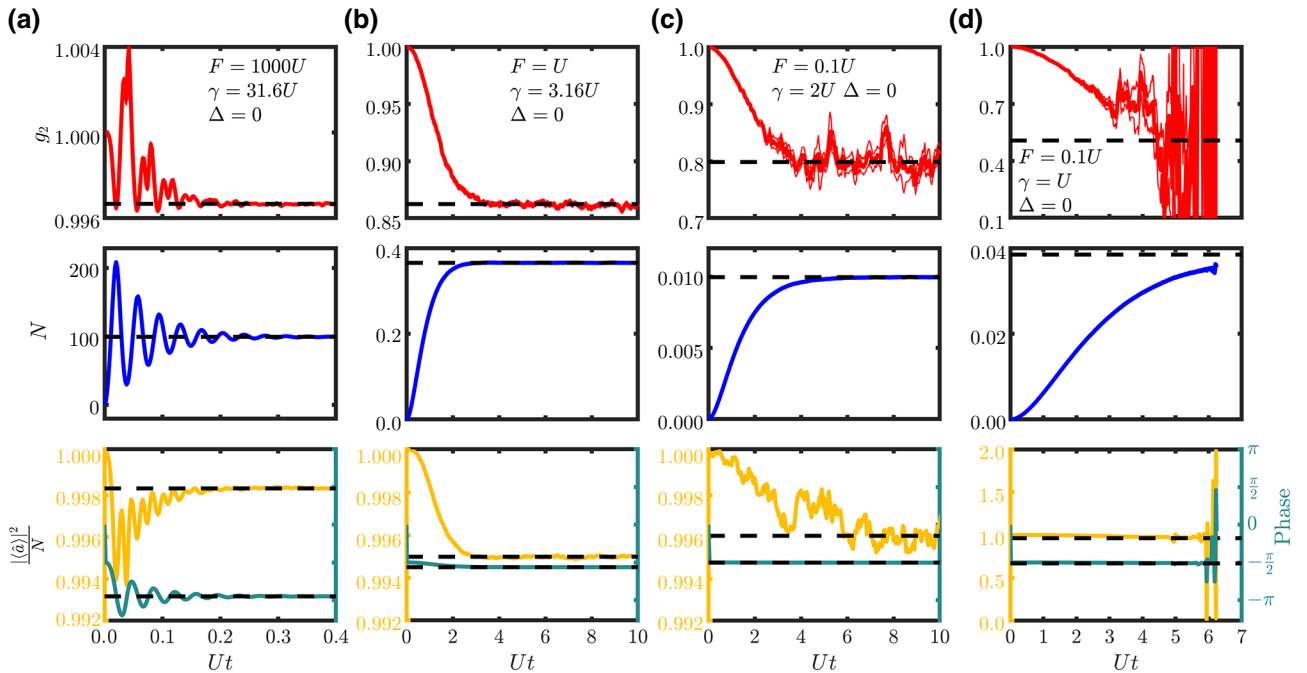 (a)
(b)
(c)
(d)
1.004
1.000
0.996
g₂
F = 1000U
γ = 31.6U
Δ = 0
1.00
0.95
0.90
0.85
F = U
γ = 3.16U
Δ = 0
1.0
0.9
0.8
0.7
F = 0.1U
γ = 2U Δ = 0
1.0
0.7
0.4
0.1
F = 0.1U
γ = U
Δ = 0
200
100
0
N
0.4
0.2
0.0
0.010
0.005
0.000
0.04
0.02
0.00
1.000
0.998
0.996
0.994
0.992
|⟨â⟩|²
N
0.0 0.1 0.2 0.3 0.4
Ut
1.000
0.998
0.996
0.994
0.992
0 2 4 6 8 10
Ut
1.000
0.998
0.996
0.994
0.992
0 2 4 6 8 10
Ut
2.0
1.5
1.0
0.5
0.0
0 1 2 3 4 5 6 7
Ut
π
π/2
0
−π/2
−π
Phase